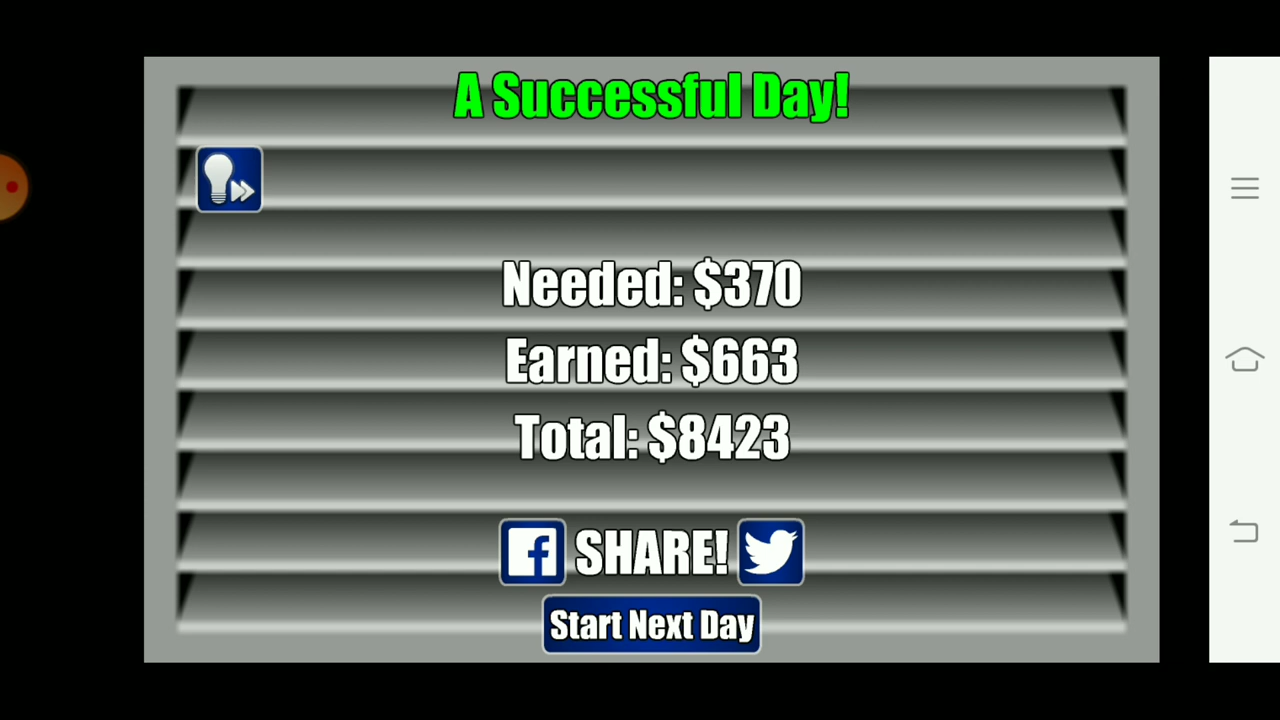 A Successful Day!
Needed: $370
Earned: $663
Total: $8423
SHARE!
Start Next Day